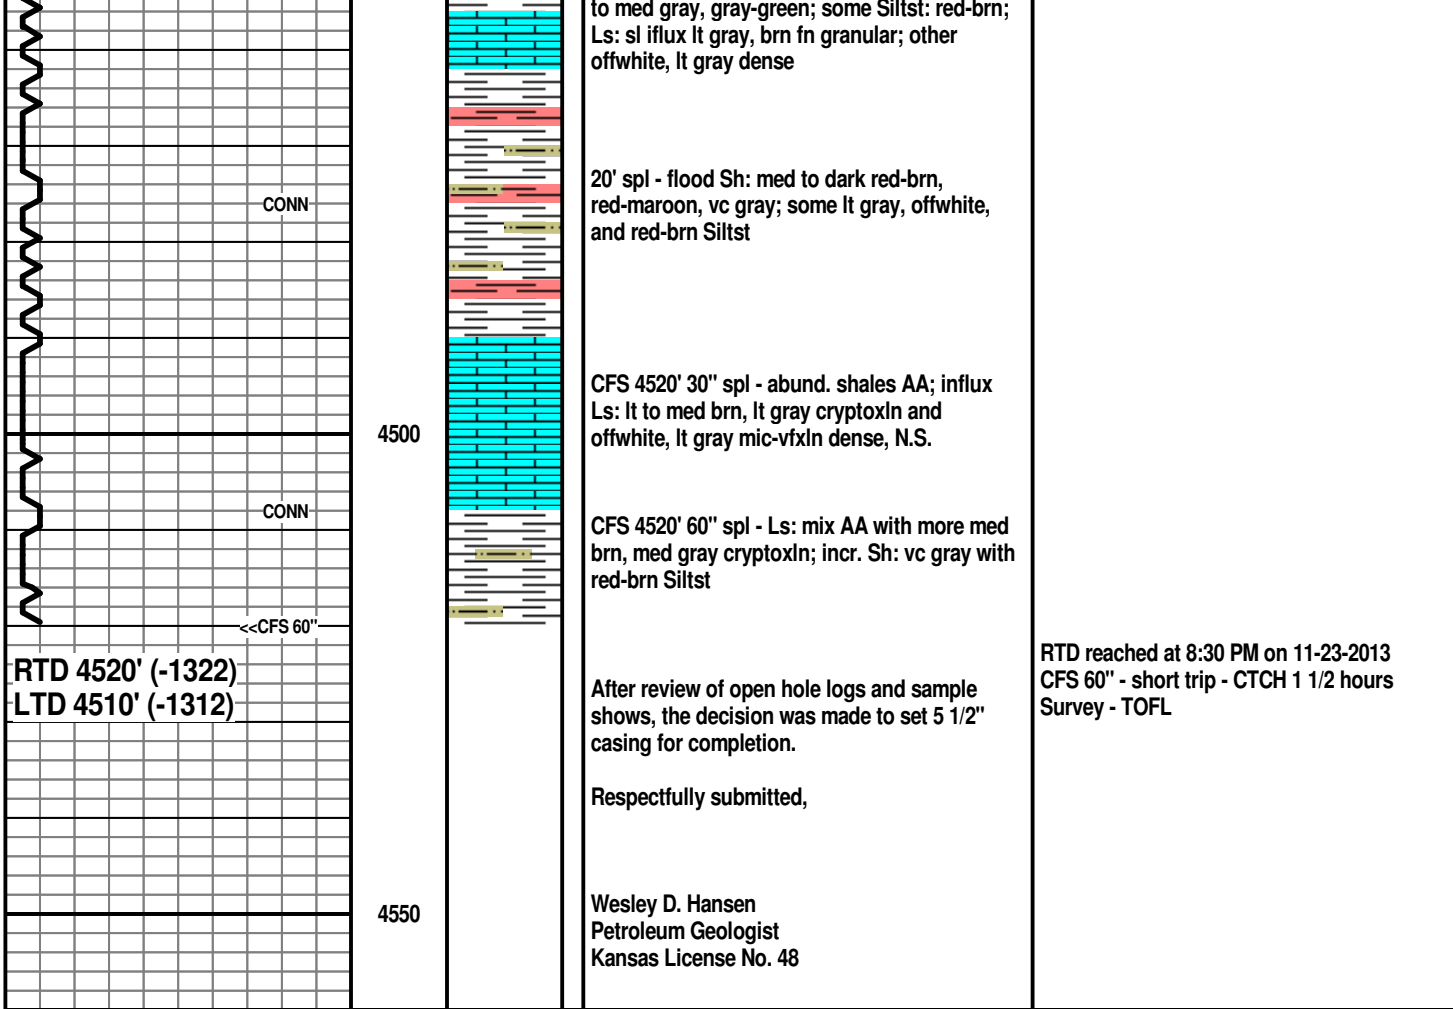 to med gray, gray-green; some Siltst: red-brn;
Ls: sl iflux lt gray, brn fn granular; other
offwhite, lt gray dense
20' spl - flood Sh: med to dark red-brn,
red-maroon, vc gray; some lt gray, offwhite,
and red-brn Siltst
CONN
CFS 4520' 30" spl - abund. shales AA; influx
Ls: lt to med brn, lt gray cryptoxln and
offwhite, lt gray mic-vfxln dense, N.S.
4500
CONN
CFS 4520' 60" spl - Ls: mix AA with more med
brn, med gray cryptoxln; incr. Sh: vc gray with
red-brn Siltst
<<CFS 60"
RTD 4520' (-1322)
LTD 4510' (-1312)
RTD reached at 8:30 PM on 11-23-2013
CFS 60" - short trip - CTCH 1 1/2 hours
Survey - TOFL
After review of open hole logs and sample
shows, the decision was made to set 5 1/2"
casing for completion.
Respectfully submitted,
4550
Wesley D. Hansen
Petroleum Geologist
Kansas License No. 48